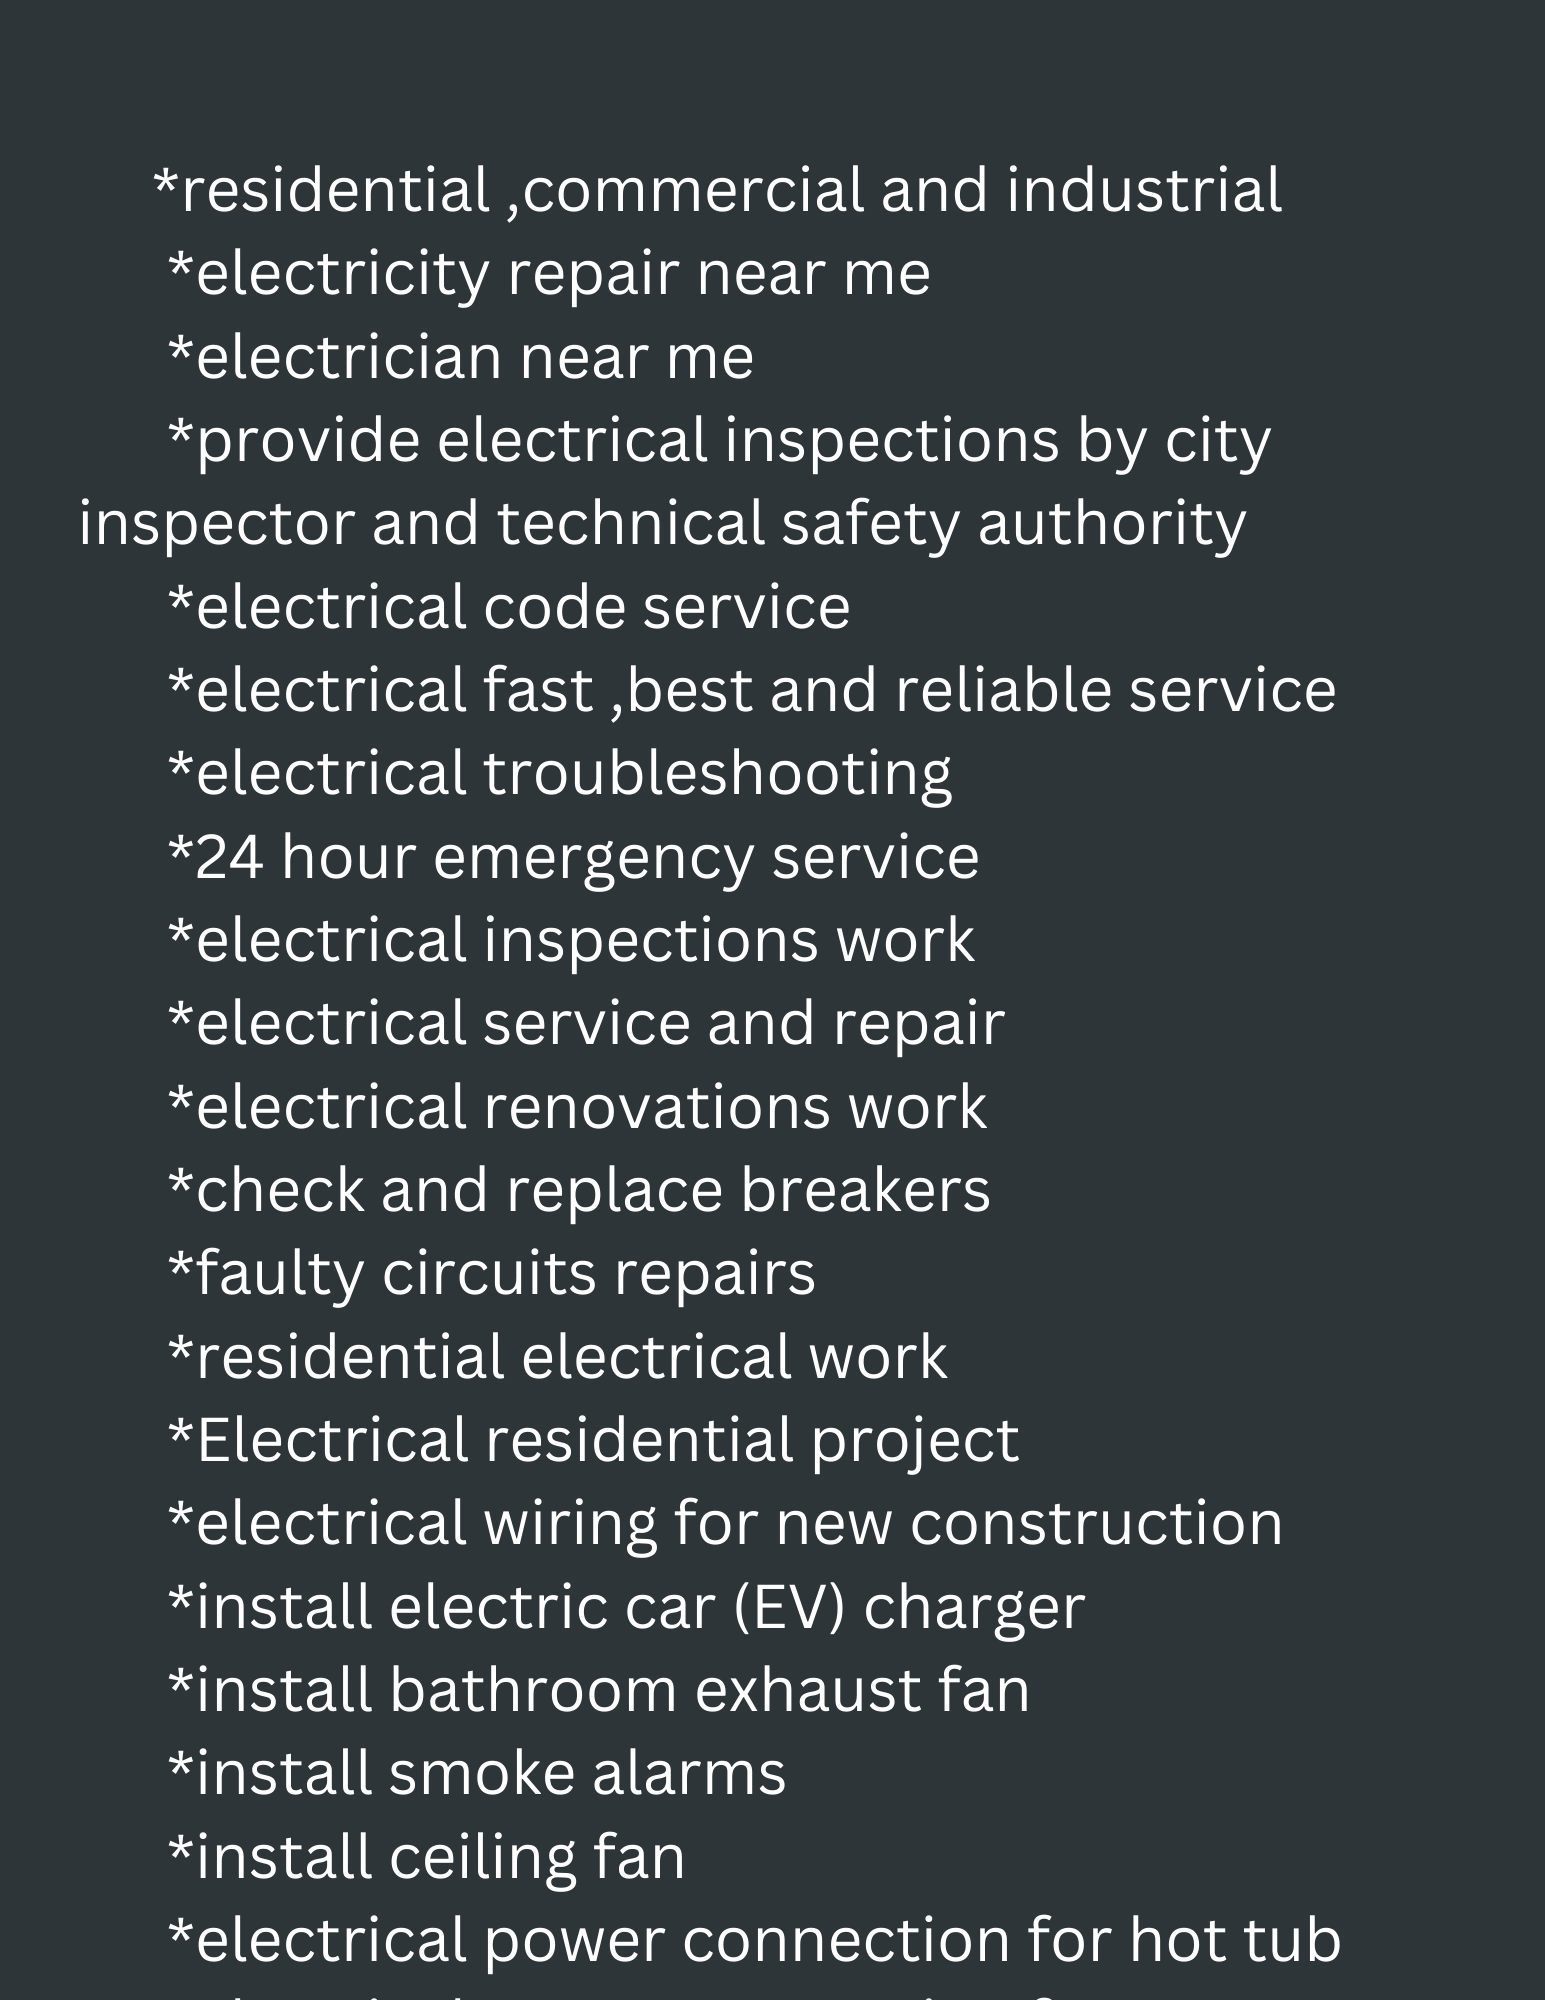 *residential ,commercial and industrial
*electricity repair near me
*electrician near me
*provide electrical inspections by city
inspector and technical safety authority
*electrical code service
*electrical fast ,best and reliable service
*electrical troubleshooting
*24 hour emergency service
*electrical inspections work
*electrical service and repair
*electrical renovations work
*check and replace breakers
*faulty circuits repairs
*residential electrical work
*Electrical residential project
*electrical wiring for new construction
*install electric car (EV) charger
*install bathroom exhaust fan
*install smoke alarms
*install ceiling fan
*electrical power connection for hot tub